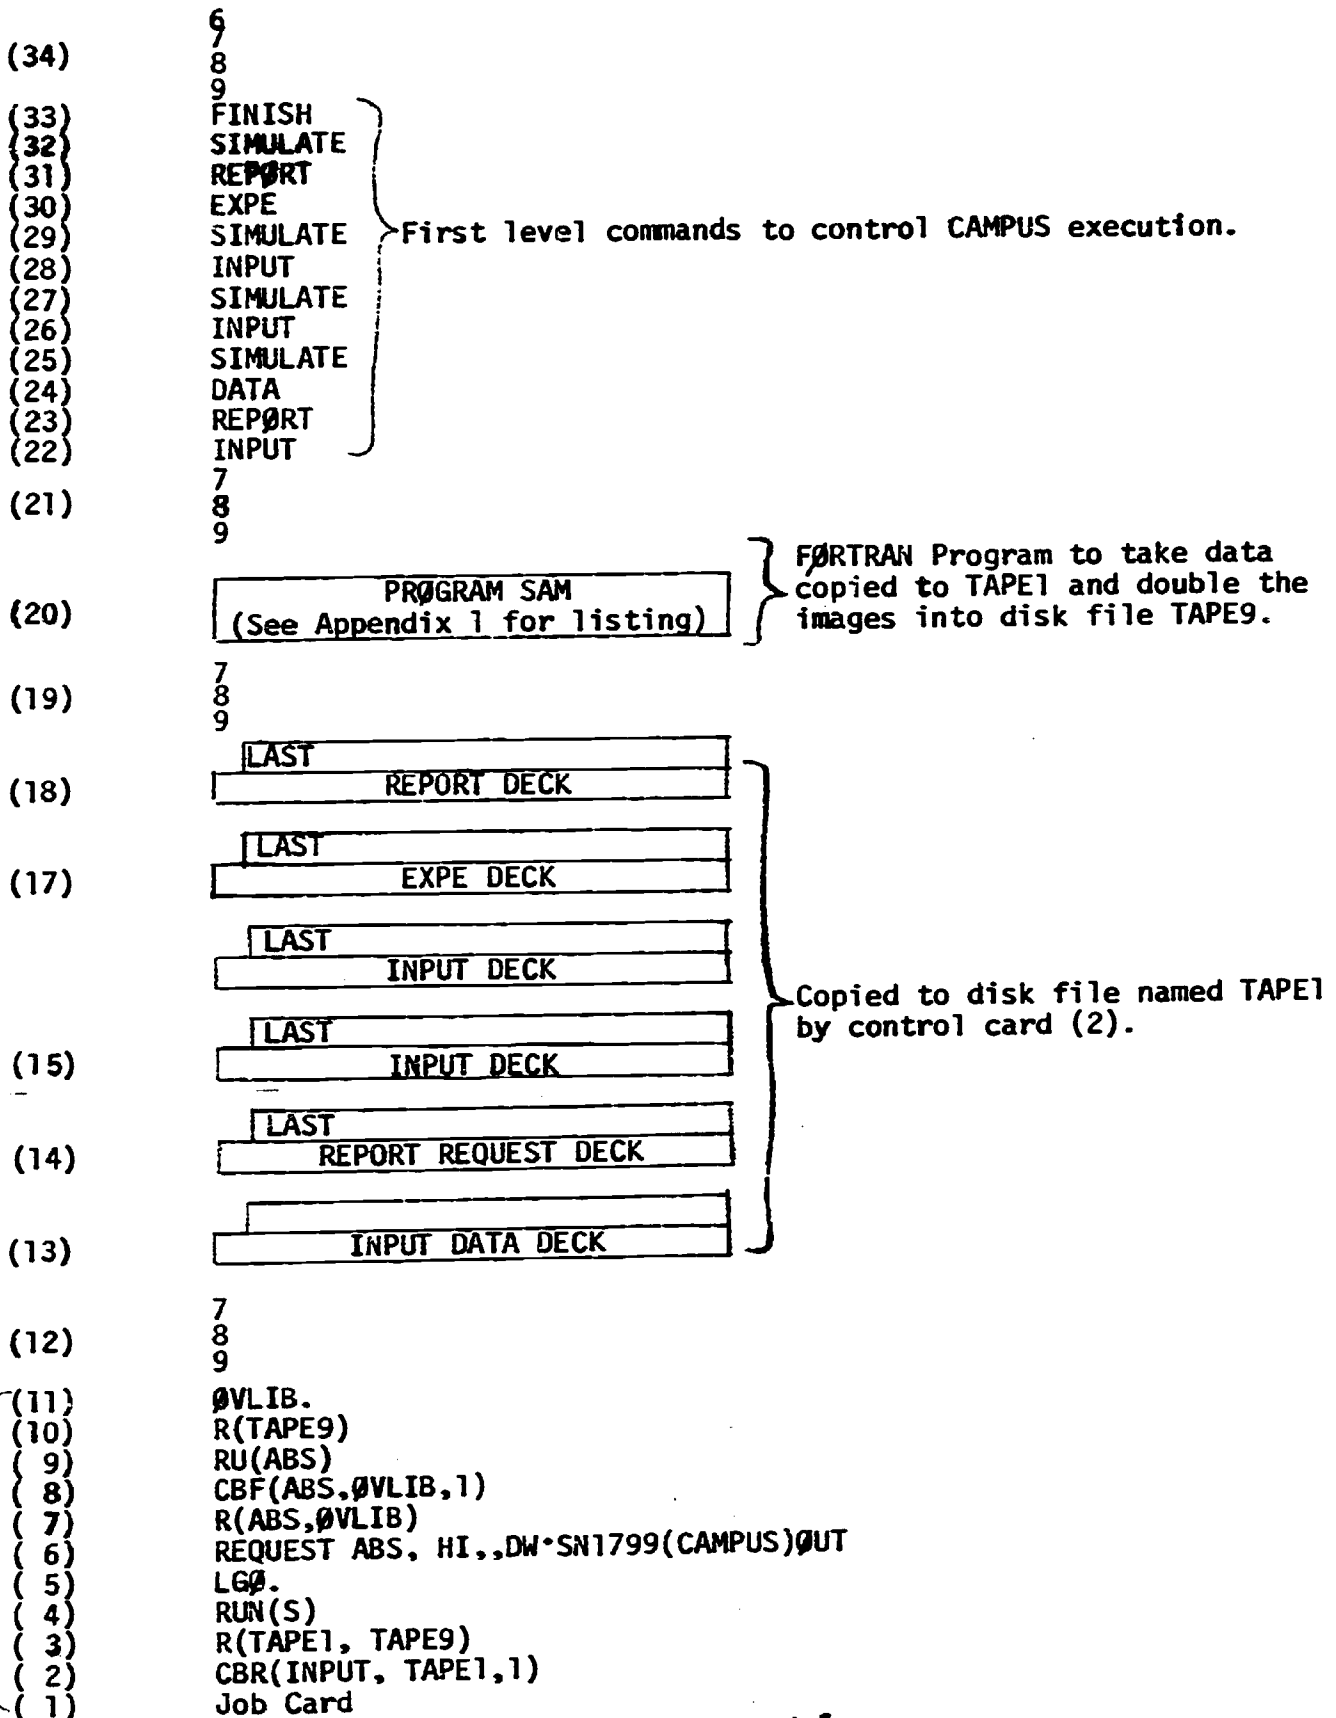 6
7
(34) 8
9
(33) FINISH
(32) SIMULATE
(31) REPØRT
(30) EXPE
(29) SIMULATE First level commands to control CAMPUS execution.
(28) INPUT
(27) SIMULATE
(26) INPUT
(25) SIMULATE
(24) DATA
(23) REPØRT
(22) INPUT
7
(21) 8
9
FØRTRAN Program to take data
copied to TAPE1 and double the
images into disk file TAPE9.
PRØGRAM SAM
(20) (See Appendix 1 for listing)
7
(19) 8
9
LAST
(18) REPORT DECK
LAST
(17) EXPE DECK
LAST
INPUT DECK
Copied to disk file named TAPE1
by control card (2).
LAST
(15) INPUT DECK
LAST
(14) REPORT REQUEST DECK
(13) INPUT DATA DECK
7
(12) 8
9
(11) ØVLIB.
(10) R(TAPE9)
( 9) RU(ABS)
( 8) CBF(ABS,ØVLIB,1)
( 7) R(ABS,ØVLIB)
( 6) REQUEST ABS, HI,,DW·SN1799(CAMPUS)ØUT
( 5) LGØ.
( 4) RUN(S)
( 3) R(TAPE1, TAPE9)
( 2) CBR(INPUT, TAPE1,1)
( 1) Job Card